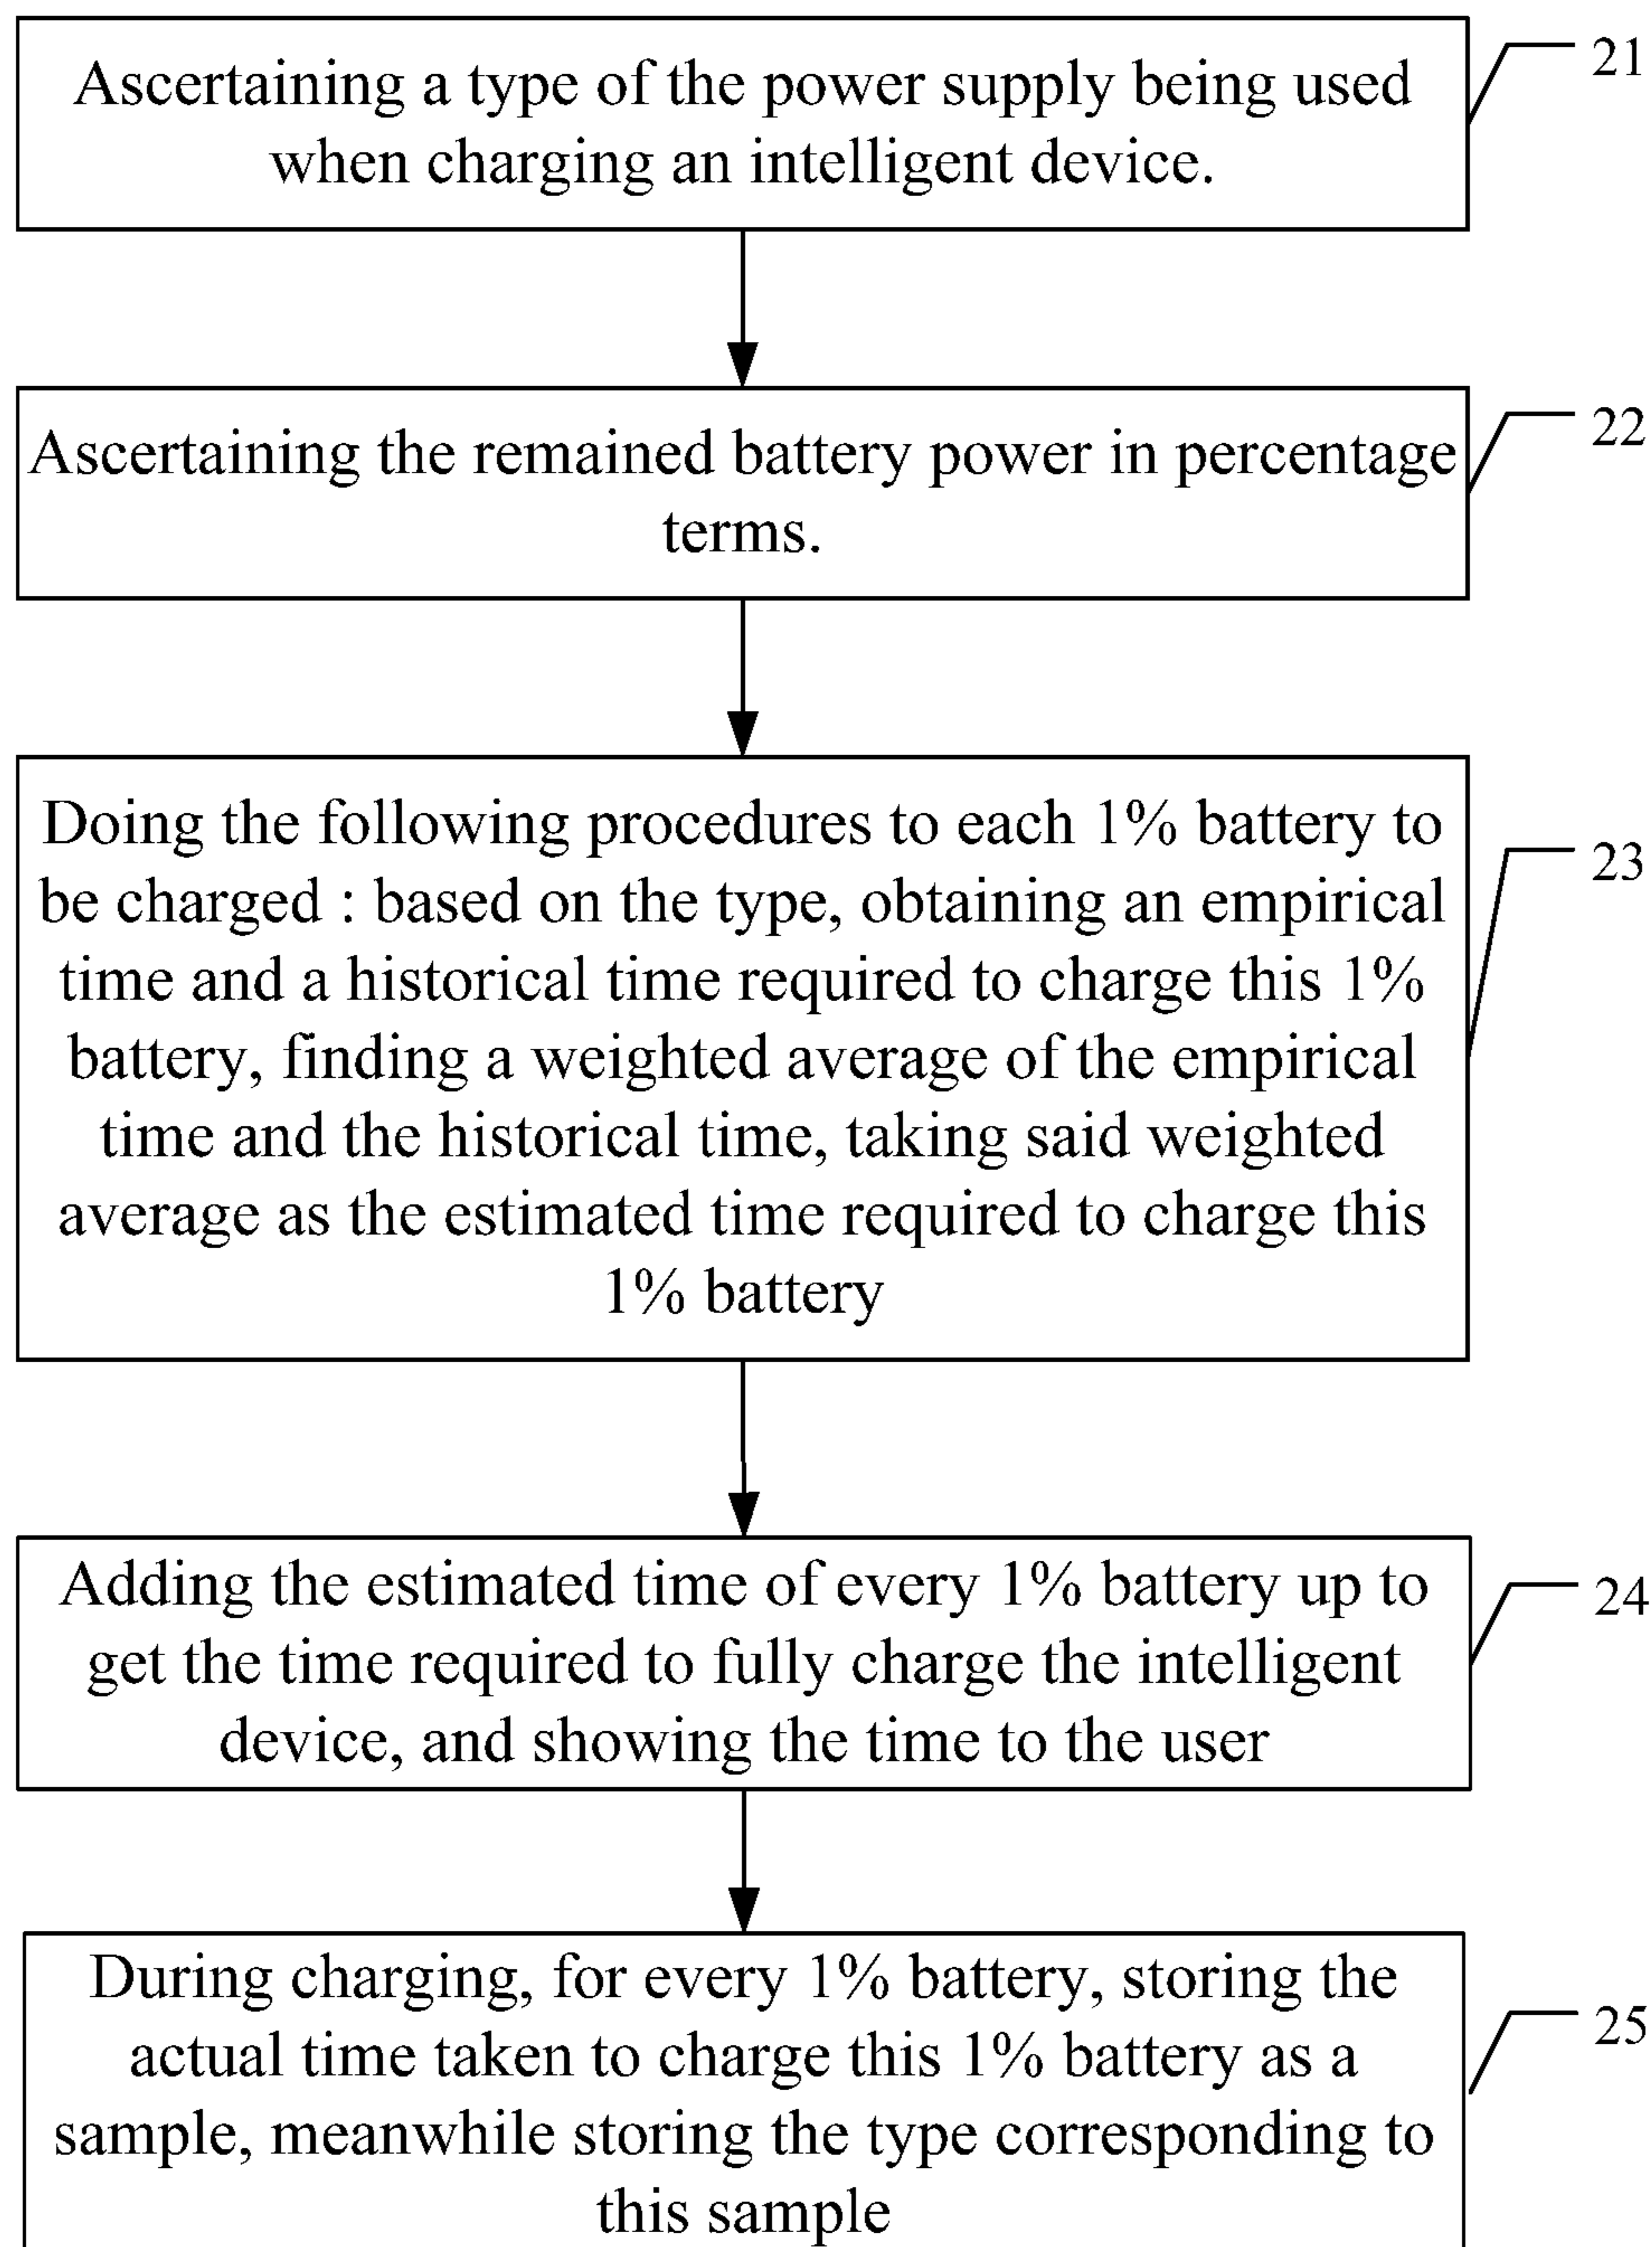 Ascertaining a type of the power supply being used
when charging an intelligent device.
21
Ascertaining the remained battery power in percentage
terms.
22
Doing the following procedures to each 1% battery to
be charged : based on the type, obtaining an empirical
time and a historical time required to charge this 1%
battery, finding a weighted average of the empirical
time and the historical time, taking said weighted
average as the estimated time required to charge this
1% battery
23
Adding the estimated time of every 1% battery up to
get the time required to fully charge the intelligent
device, and showing the time to the user
24
During charging, for every 1% battery, storing the
actual time taken to charge this 1% battery as a
sample, meanwhile storing the type corresponding to
this sample
25